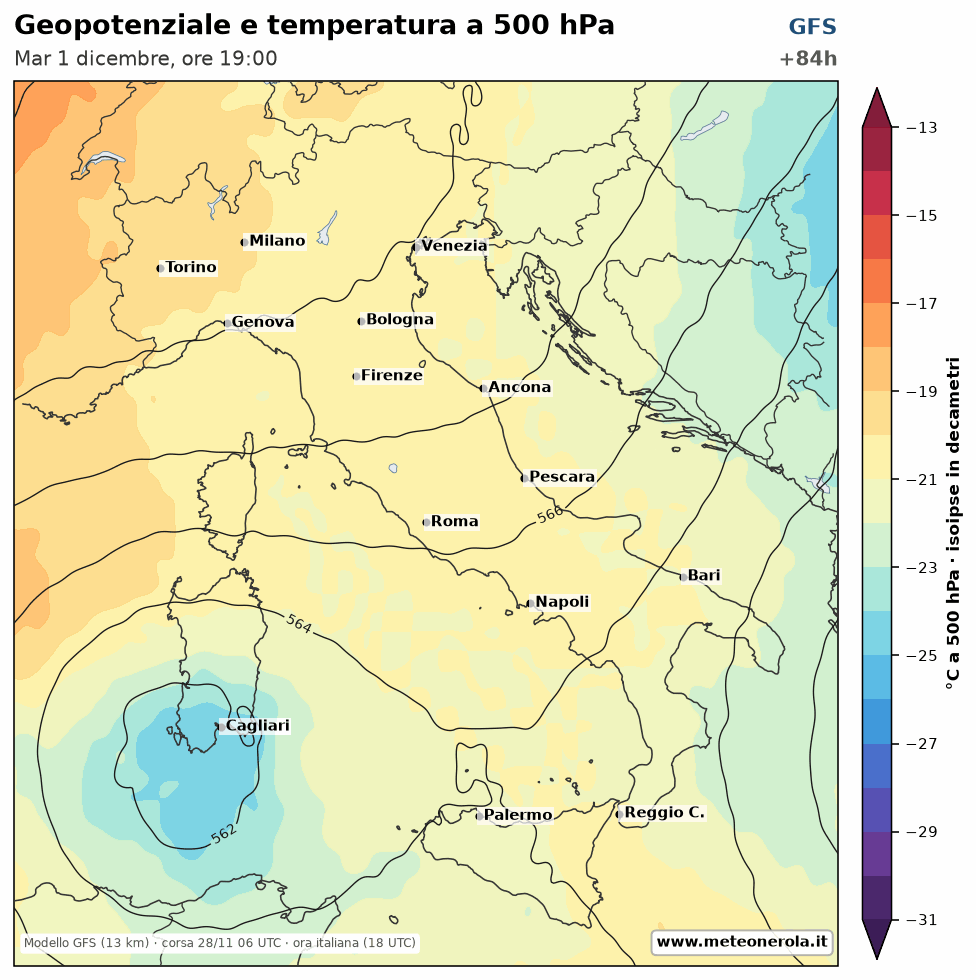 Geopotenziale e temperatura a 500 hPa
GFS
Mar 1 dicembre, ore 19:00
+84h
−13
−15
−17
−19
−21
−23
−25
−27
−29
−31
°C a 500 hPa · isoipse in decametri
Milano
Venezia
Torino
Genova
Bologna
Firenze
Ancona
Pescara
566
Roma
Bari
Napoli
564
Cagliari
Reggio C.
Palermo
562
Modello GFS (13 km) · corsa 28/11 06 UTC · ora italiana (18 UTC)
www.meteonerola.it